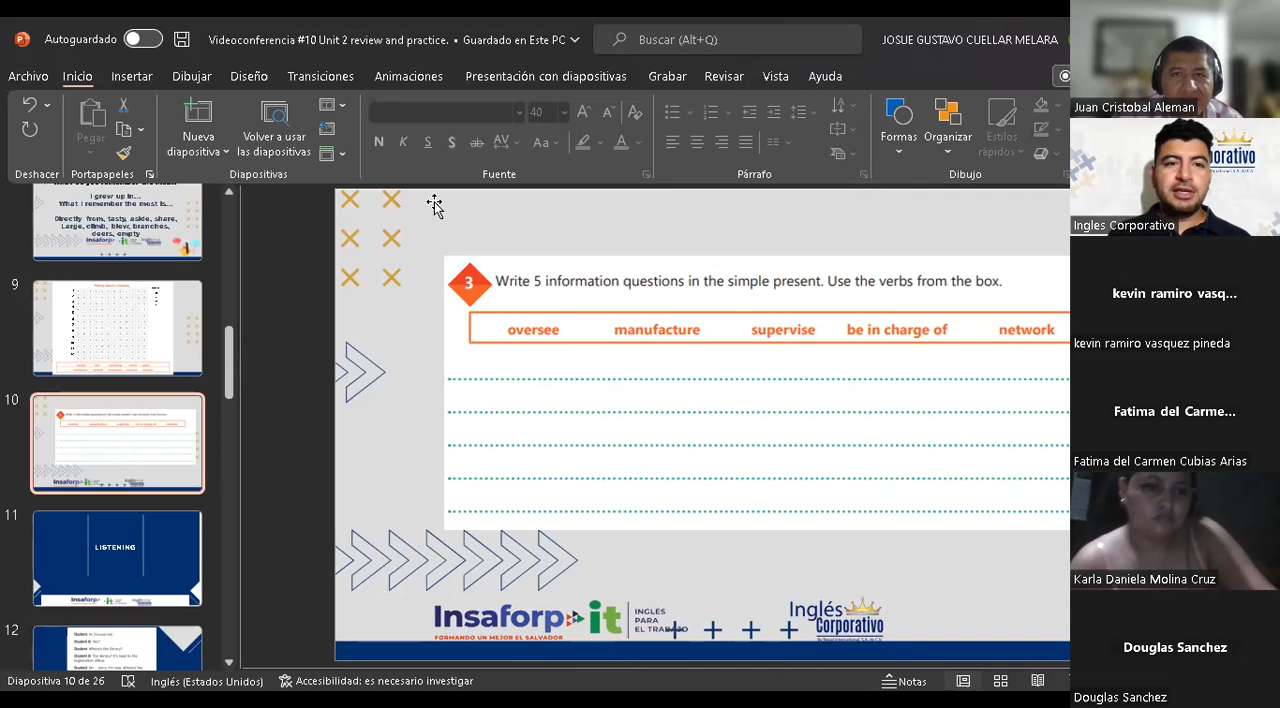 Autoguardado
Videoconferencia #10 Unit 2 review and practice. • Guardado en Este PC
Buscar (Alt+Q)
JOSUE GUSTAVO CUELLAR MELARA
Archivo Inicio Insertar Dibujar Diseño Transiciones Animaciones Presentación con diapositivas Grabar Revisar Vista Ayuda
Pegar
Nueva diapositiva
Volver a usar las diapositivas
40
N K S S ab AV Aa A
Formas Organizar Estilos rápidos
Deshacer Portapapeles Diapositivas Fuente Párrafo Dibujo
I grew up in...
What I remember the most is...
Directly from, tasty, aside, share,
Large, climb, blew, branches,
deers, empty
9
10
11
LISTENING
12
3 Write 5 information questions in the simple present. Use the verbs from the box.
oversee manufacture supervise be in charge of network
Insaforp it
FORMANDO UN MEJOR EL SALVADOR
INGLÉS
PARA
EL TRABAJO
Inglés
Corporativo
Diapositiva 10 de 26
Inglés (Estados Unidos)
Accesibilidad: es necesario investigar
Notas
Juan Cristobal Aleman
Ingles Corporativo
kevin ramiro vasq...
kevin ramiro vasquez pineda
Fatima del Carme...
Fatima del Carmen Cubias Arias
Karla Daniela Molina Cruz
Douglas Sanchez
Douglas Sanchez